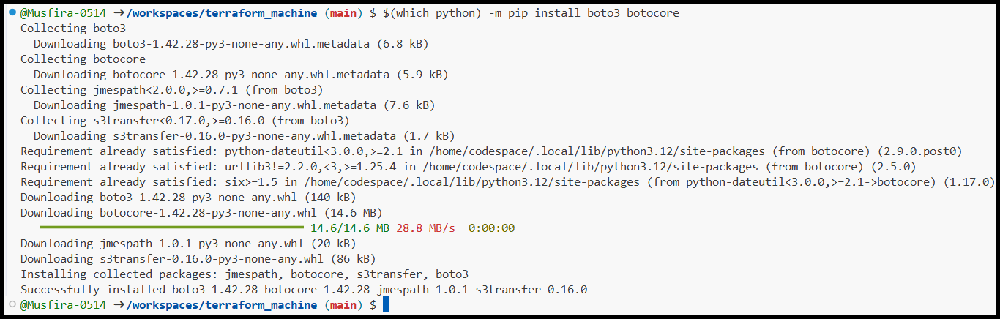 @Musfira-0514 ➜/workspaces/terraform_machine (main) $ $(which python) -m pip install boto3 botocore
Collecting boto3
  Downloading boto3-1.42.28-py3-none-any.whl.metadata (6.8 kB)
Collecting botocore
  Downloading botocore-1.42.28-py3-none-any.whl.metadata (5.9 kB)
Collecting jmespath<2.0.0,>=0.7.1 (from boto3)
  Downloading jmespath-1.0.1-py3-none-any.whl.metadata (7.6 kB)
Collecting s3transfer<0.17.0,>=0.16.0 (from boto3)
  Downloading s3transfer-0.16.0-py3-none-any.whl.metadata (1.7 kB)
Requirement already satisfied: python-dateutil<3.0.0,>=2.1 in /home/codespace/.local/lib/python3.12/site-packages (from botocore) (2.9.0.post0)
Requirement already satisfied: urllib3!=2.2.0,<3,>=1.25.4 in /home/codespace/.local/lib/python3.12/site-packages (from botocore) (2.5.0)
Requirement already satisfied: six>=1.5 in /home/codespace/.local/lib/python3.12/site-packages (from python-dateutil<3.0.0,>=2.1->botocore) (1.17.0)
Downloading boto3-1.42.28-py3-none-any.whl (140 kB)
Downloading botocore-1.42.28-py3-none-any.whl (14.6 MB)
14.6/14.6 MB 28.8 MB/s  0:00:00
Downloading jmespath-1.0.1-py3-none-any.whl (20 kB)
Downloading s3transfer-0.16.0-py3-none-any.whl (86 kB)
Installing collected packages: jmespath, botocore, s3transfer, boto3
Successfully installed boto3-1.42.28 botocore-1.42.28 jmespath-1.0.1 s3transfer-0.16.0
@Musfira-0514 ➜/workspaces/terraform_machine (main) $